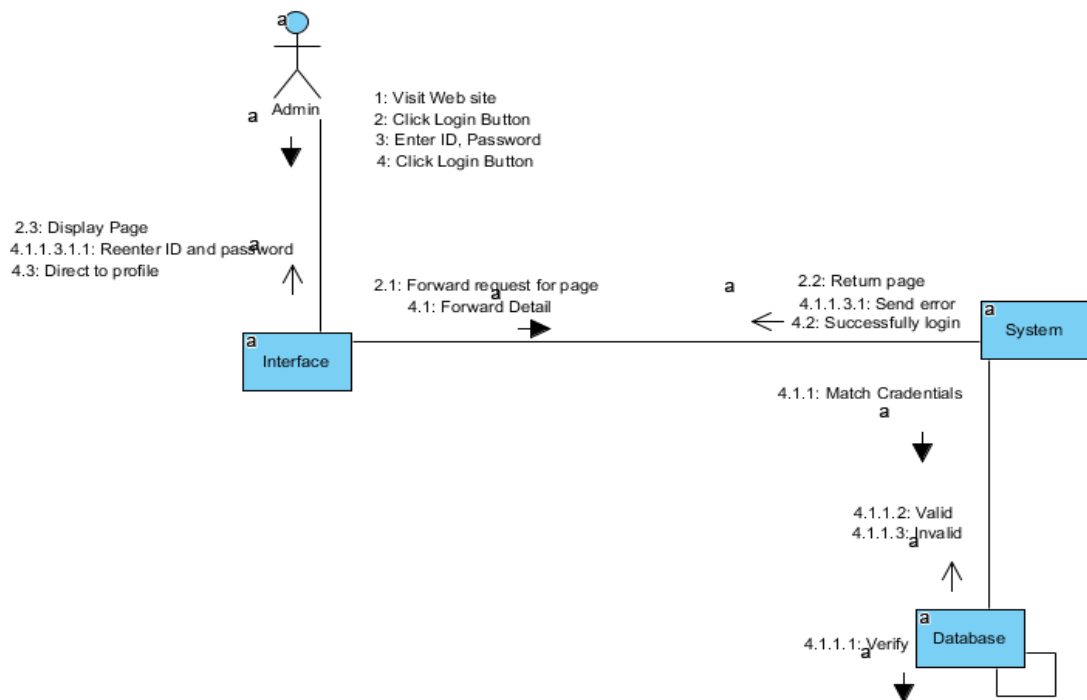 a
Admin
a
1: Visit Web site
2: Click Login Button
3: Enter ID, Password
4: Click Login Button
2.3: Display Page
4.1.1.3.1.1: Reenter ID and password
a
4.3: Direct to profile
2.1: Forward request for page
a
4.1: Forward Detail
a
2.2: Return page
4.1.1.3.1: Send error
4.2: Successfully login
a
System
a
Interface
4.1.1: Match Cradentials
a
4.1.1.2: Valid
4.1.1.3: Invalid
a
a
Database
4.1.1.1: Verify
a